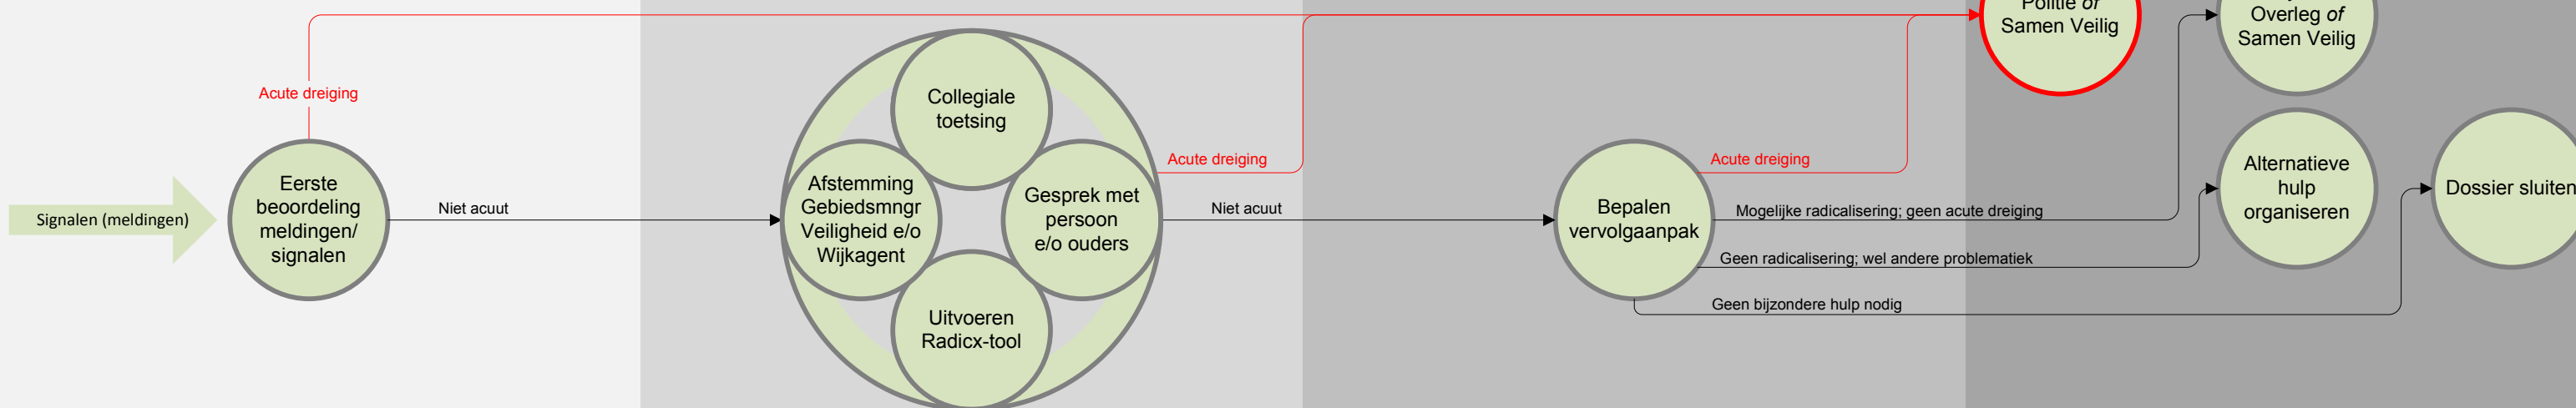 Politie of
Samen Veilig
Overleg of
Samen Veilig
Acute dreiging
Collegiale
toetsing
Signalen (meldingen)
Eerste
beoordeling
meldingen/
signalen
Niet acuut
Afstemming
Gebiedsmngr
Veiligheid e/o
Wijkagent
Gesprek met
persoon
e/o ouders
Uitvoeren
Radicx-tool
Acute dreiging
Niet acuut
Bepalen
vervolgaanpak
Acute dreiging
Mogelijke radicalisering; geen acute dreiging
Geen radicalisering; wel andere problematiek
Geen bijzondere hulp nodig
Alternatieve
hulp
organiseren
Dossier sluiten